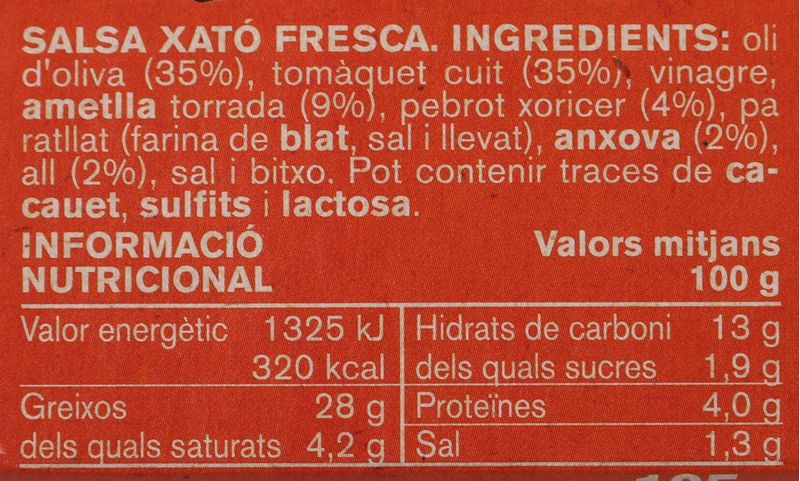 SALSA XATÓ FRESCA. INGREDIENTS: oli
d'oliva (35%), tomàquet cuit (35%), vinagre,
ametlla torrada (9%), pebrot xoricer (4%), pa
ratllat (farina de blat, sal i llevat), anxova (2%),
all (2%), sal i bitxo. Pot contenir traces de ca-
cauet, sulfits i lactosa.
INFORMACIÓ
NUTRICIONAL
Valors mitjans
100 g
Valor energètic 1325 kJ
320 kcal
Greixos 28 g
dels quals saturats 4,2 g
Hidrats de carboni 13 g
dels quals sucres 1,9 g
Proteïnes 4,0 g
Sal 1,3 g